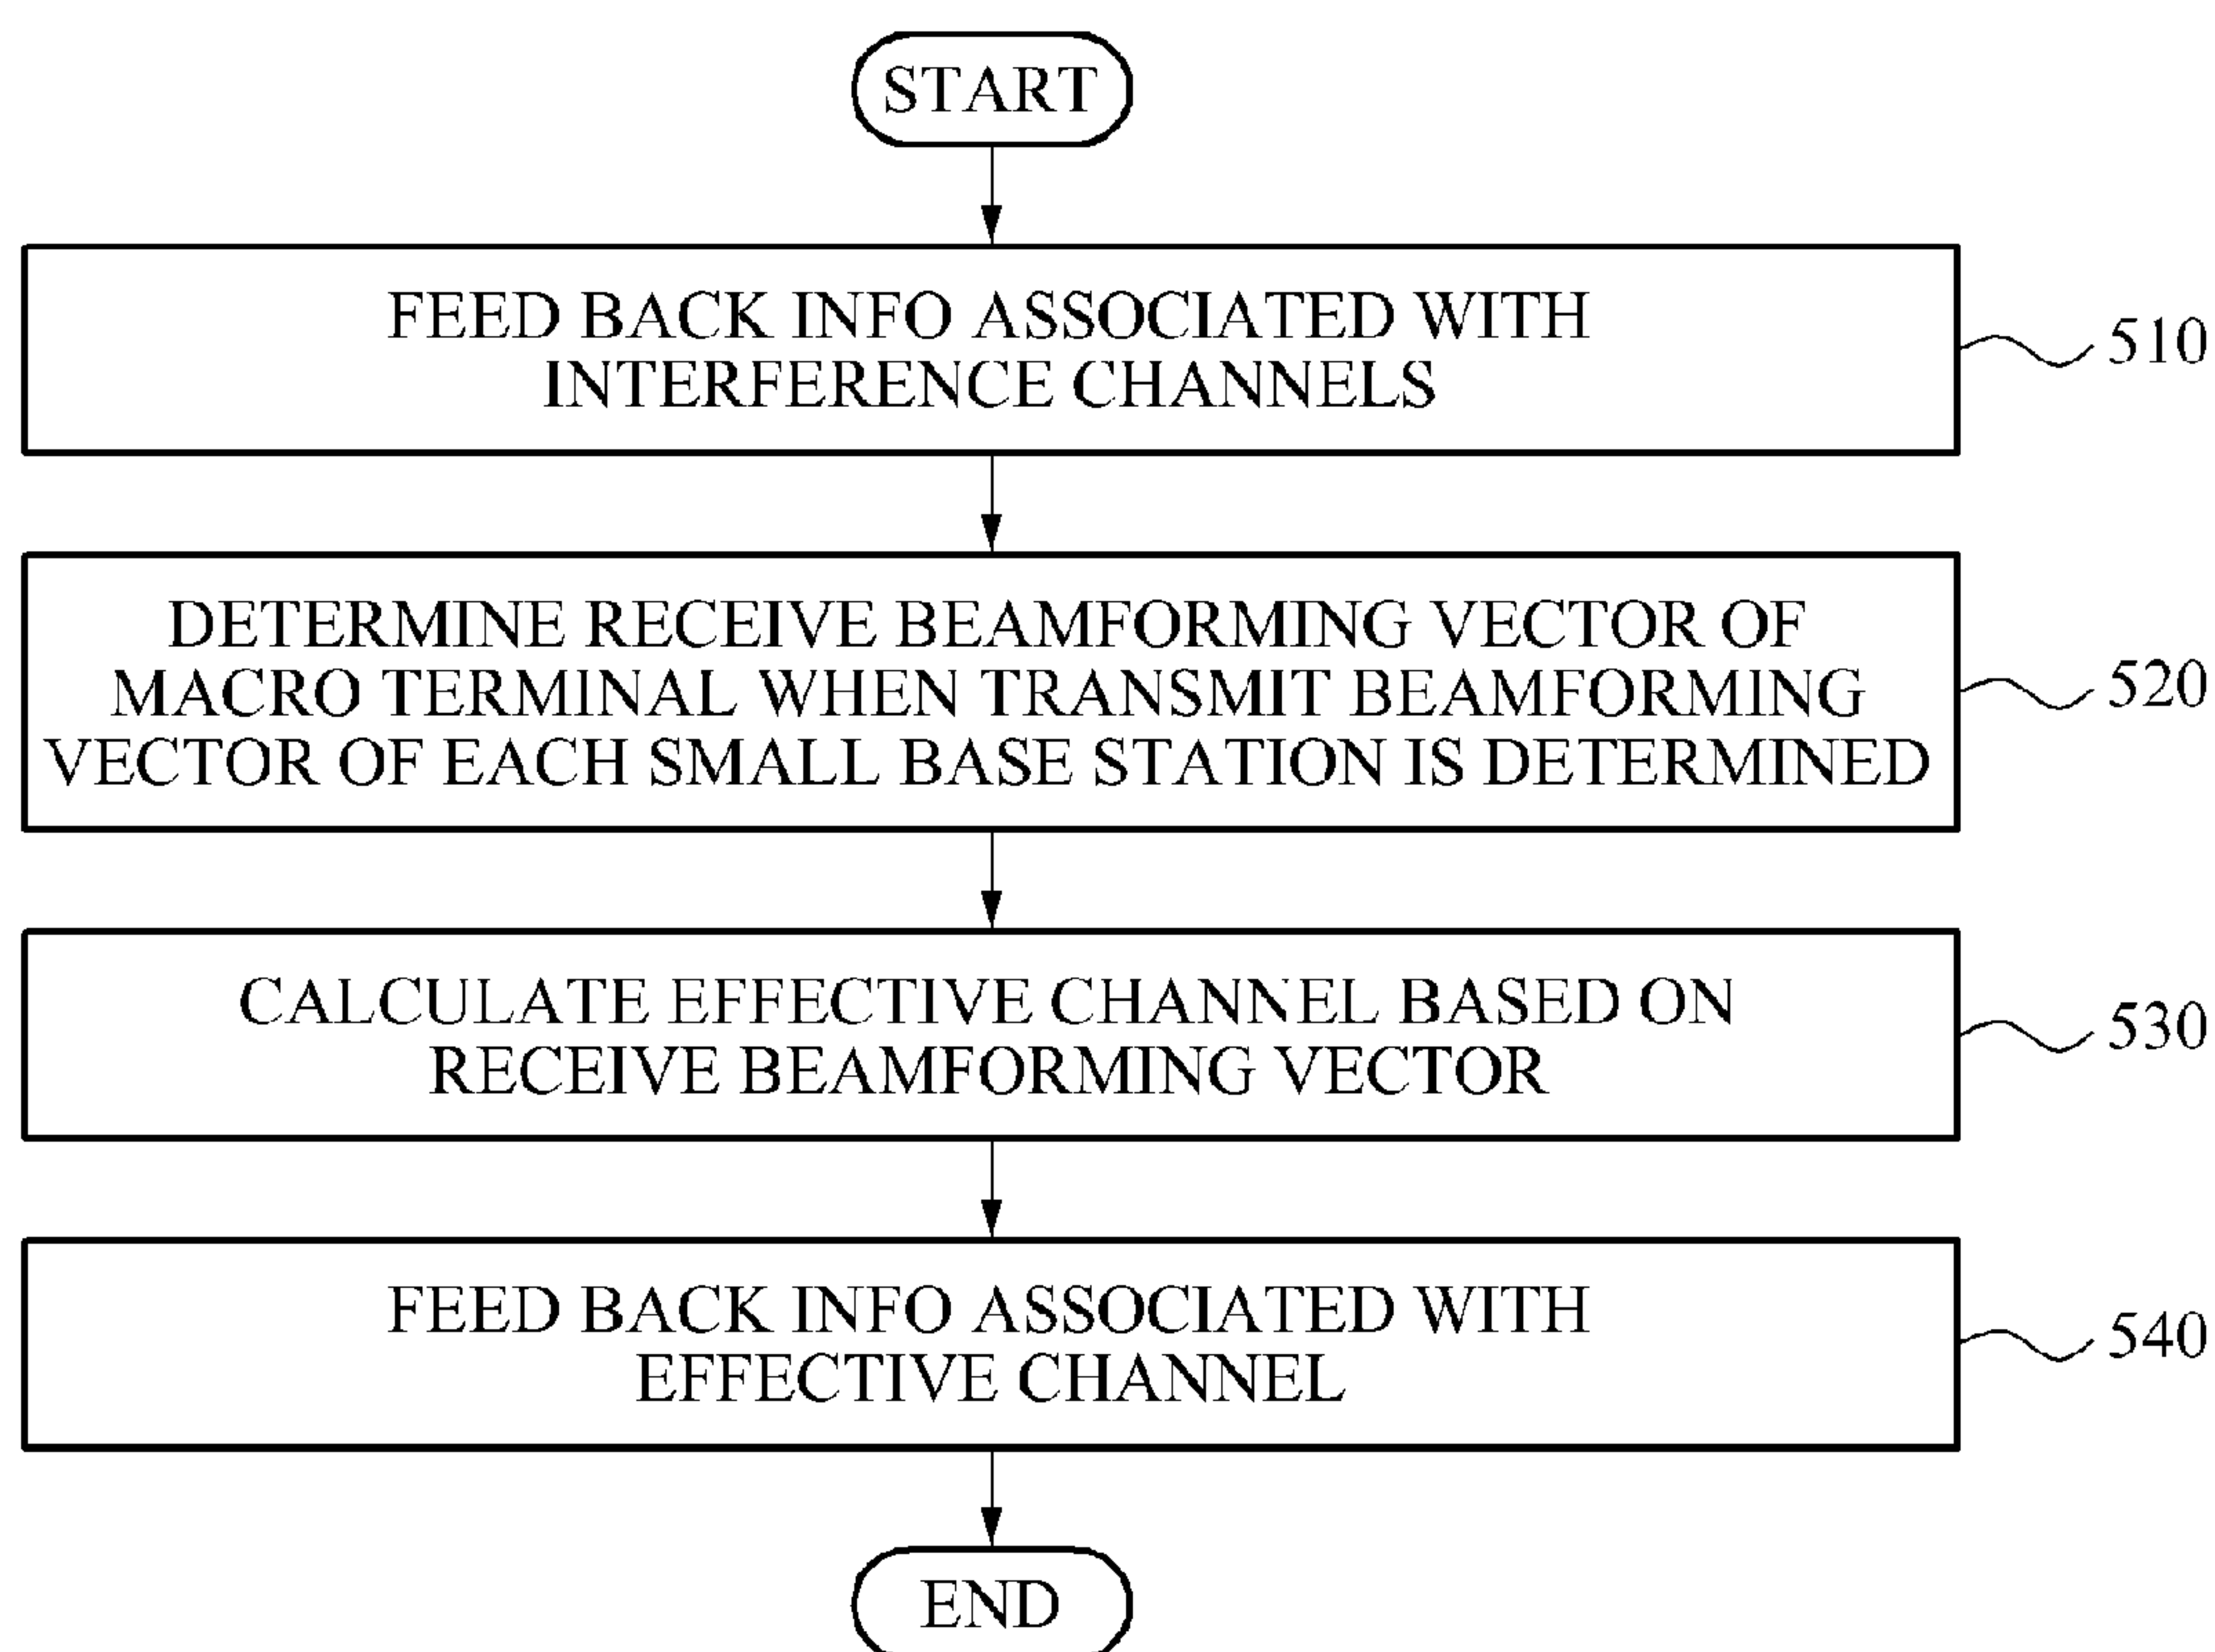 START
FEED BACK INFO ASSOCIATED WITH
INTERFERENCE CHANNELS
510
DETERMINE RECEIVE BEAMFORMING VECTOR OF
MACRO TERMINAL WHEN TRANSMIT BEAMFORMING
VECTOR OF EACH SMALL BASE STATION IS DETERMINED
520
CALCULATE EFFECTIVE CHANNEL BASED ON
RECEIVE BEAMFORMING VECTOR
530
FEED BACK INFO ASSOCIATED WITH
EFFECTIVE CHANNEL
540
END